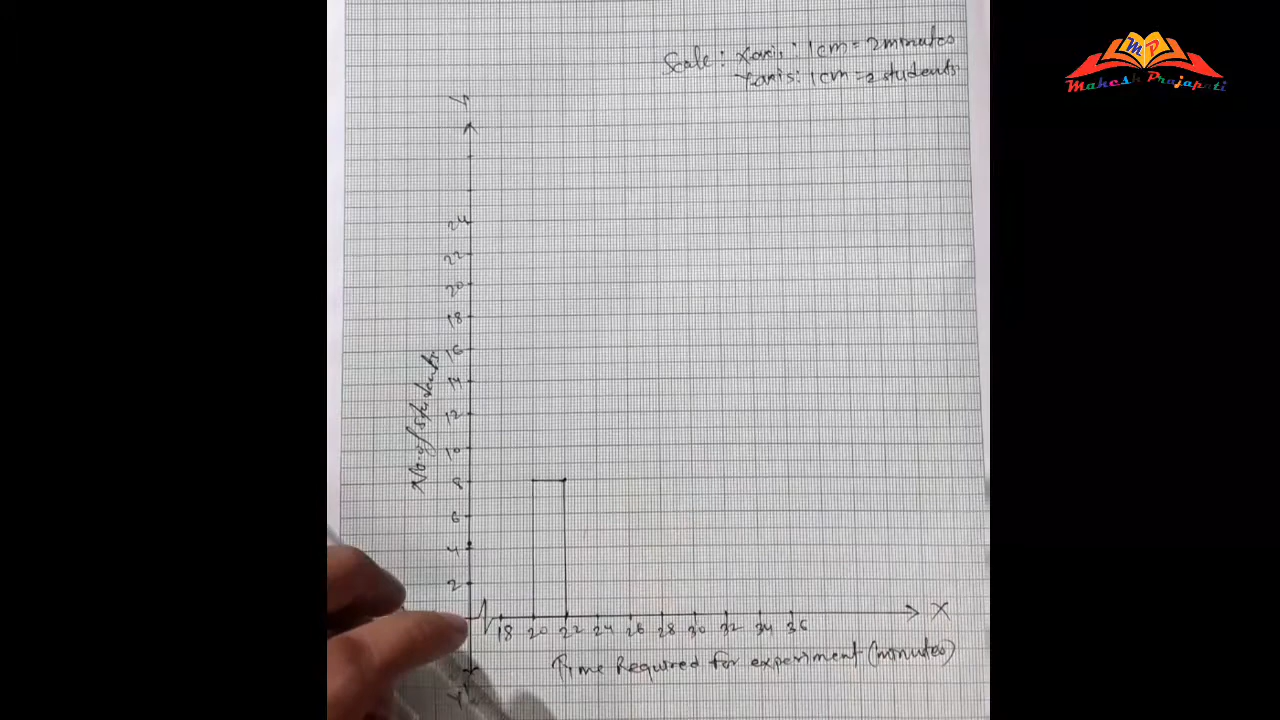 MP
Mahesh Prajapati
Scale: X axis: 1cm = 2 minutes
Y axis: 1cm = 2 students
Y
24
22
20
18
16
14
12
10
8
6
4
2
No. of students
18 20 22 24 26 28 30 32 34 36
X
Time Required for experiment (minutes)
Y'